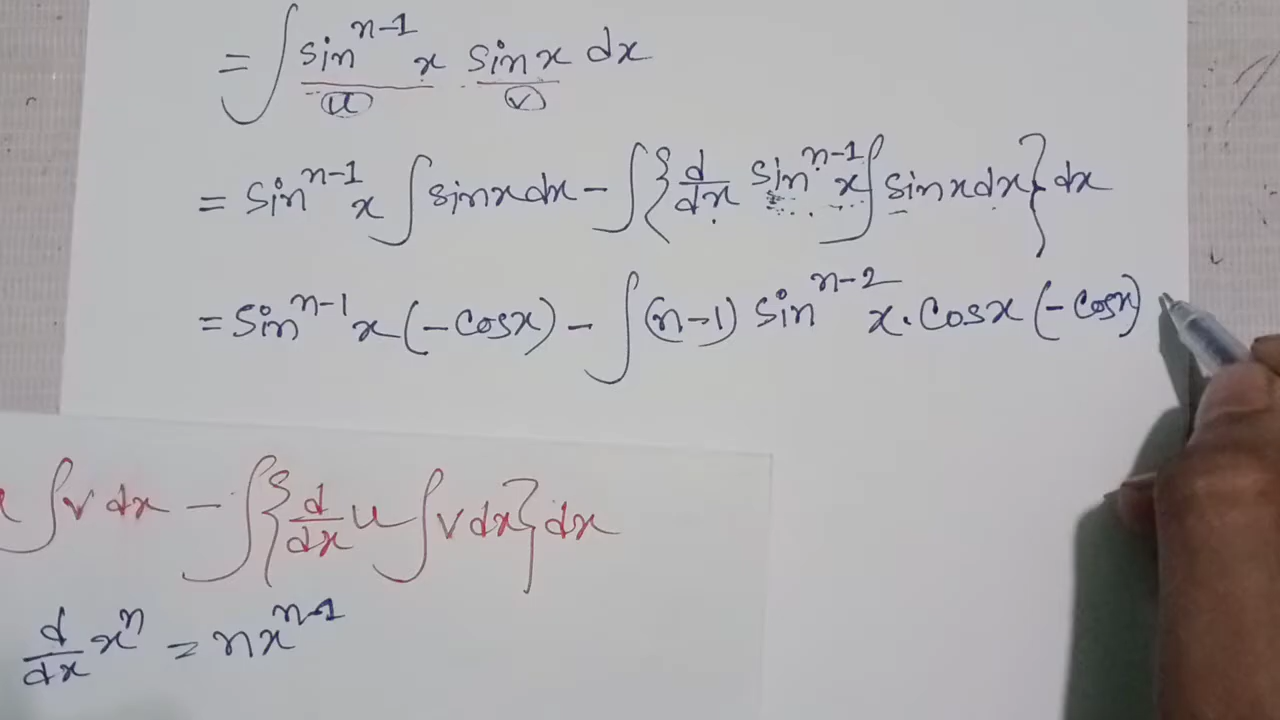 = ∫ sin^{n-1} x sin x dx
(u) (v)
= sin^{n-1} x ∫ sin x dx - ∫ { d/dx sin^{n-1} x ∫ sin x dx } dx
= sin^{n-1} x (-cos x) - ∫ (n-1) sin^{n-2} x . cos x (-cos x)
∫ v dx - ∫ { d/dx u ∫ v dx } dx
d/dx x^n = n x^{n-1}